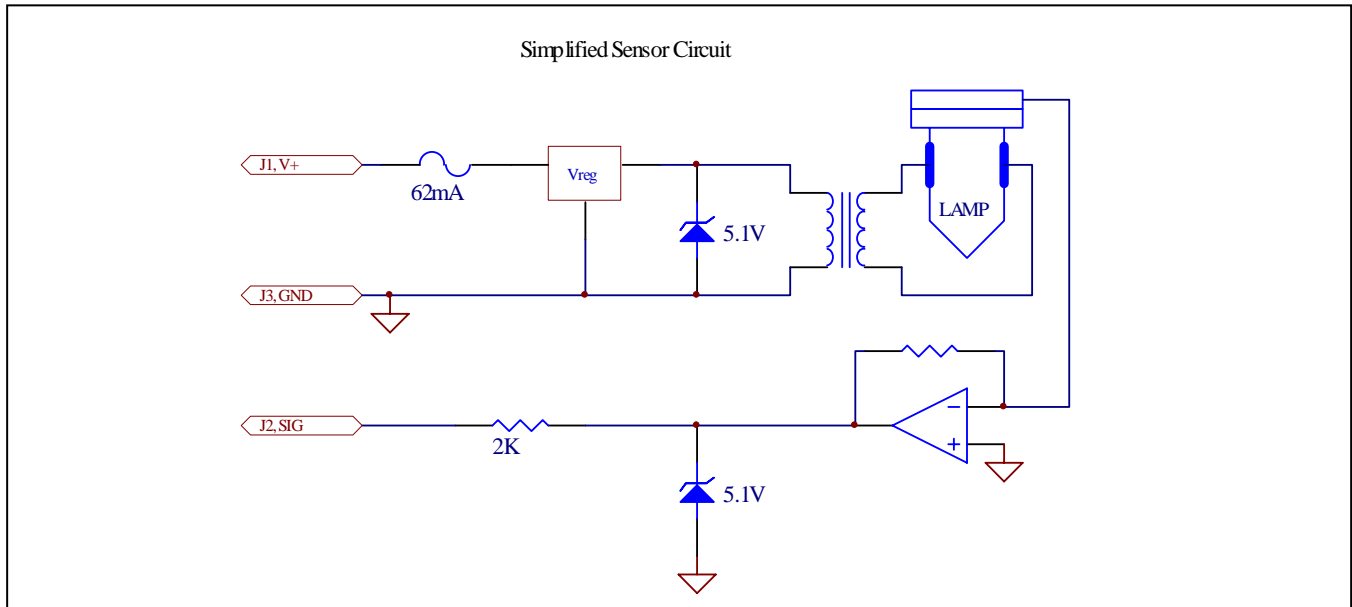 Simplified Sensor Circuit
J1, V+
62mA
Vreg
5.1V
LAMP
J3, GND
J2, SIG
2K
5.1V
−
+